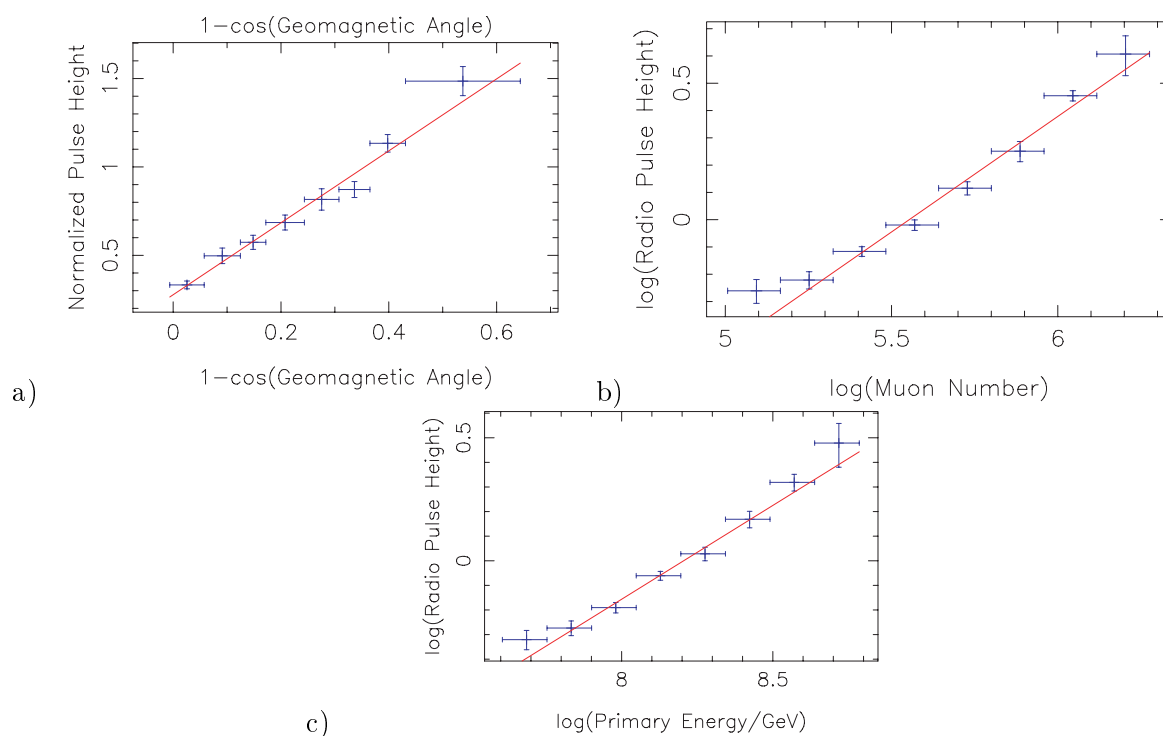 1-cos(Geomagnetic Angle)
Normalized Pulse Height
1.5
1
0.5
0 0.2 0.4 0.6
1-cos(Geomagnetic Angle)
a)
log(Radio Pulse Height)
0.5
0
5 5.5 6
log(Muon Number)
b)
log(Radio Pulse Height)
0.5
0
8 8.5
log(Primary Energy/GeV)
c)